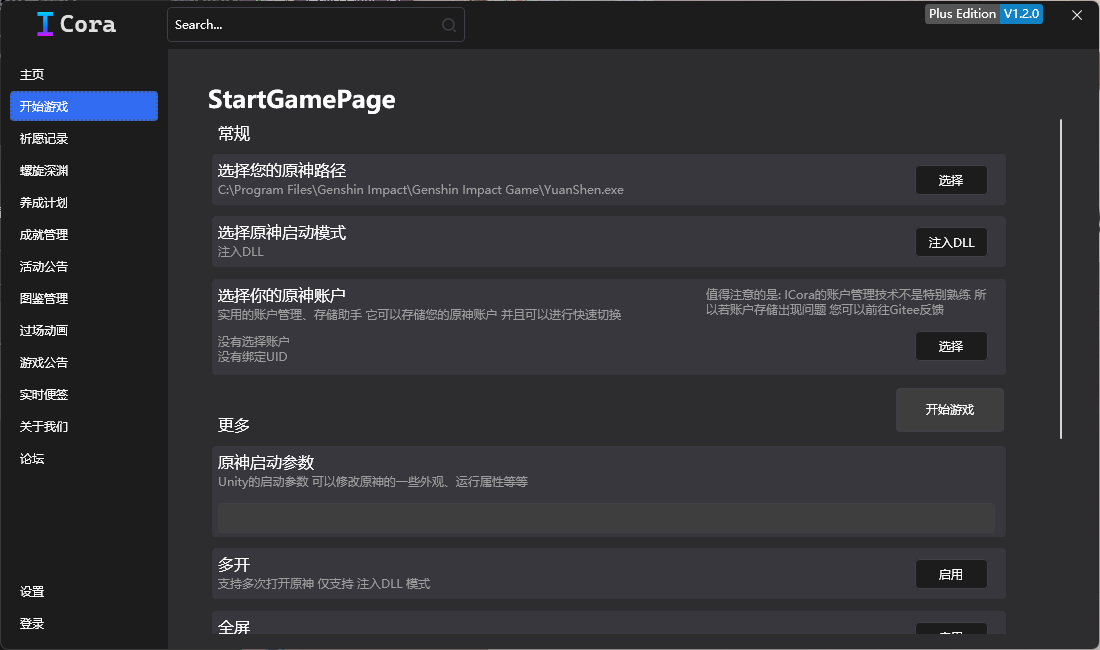 I Cora
Search...
Plus Edition V1.2.0
主页
开始游戏
祈愿记录
螺旋深渊
养成计划
成就管理
活动公告
图鉴管理
过场动画
游戏公告
实时便签
关于我们
论坛
设置
登录
StartGamePage
常规
选择您的原神路径
C:\Program Files\Genshin Impact\Genshin Impact Game\YuanShen.exe
选择
选择原神启动模式
注入DLL
注入DLL
选择你的原神账户
实用的账户管理、存储助手 它可以存储您的原神账户 并且可以进行快速切换
值得注意的是: ICora的账户管理技术不是特别熟练 所
以若账户存储出现问题 您可以前往Gitee反馈
没有选择账户
没有绑定UID
选择
开始游戏
更多
原神启动参数
Unity的启动参数 可以修改原神的一些外观、运行属性等等
多开
支持多次打开原神 仅支持 注入DLL 模式
启用
全屏